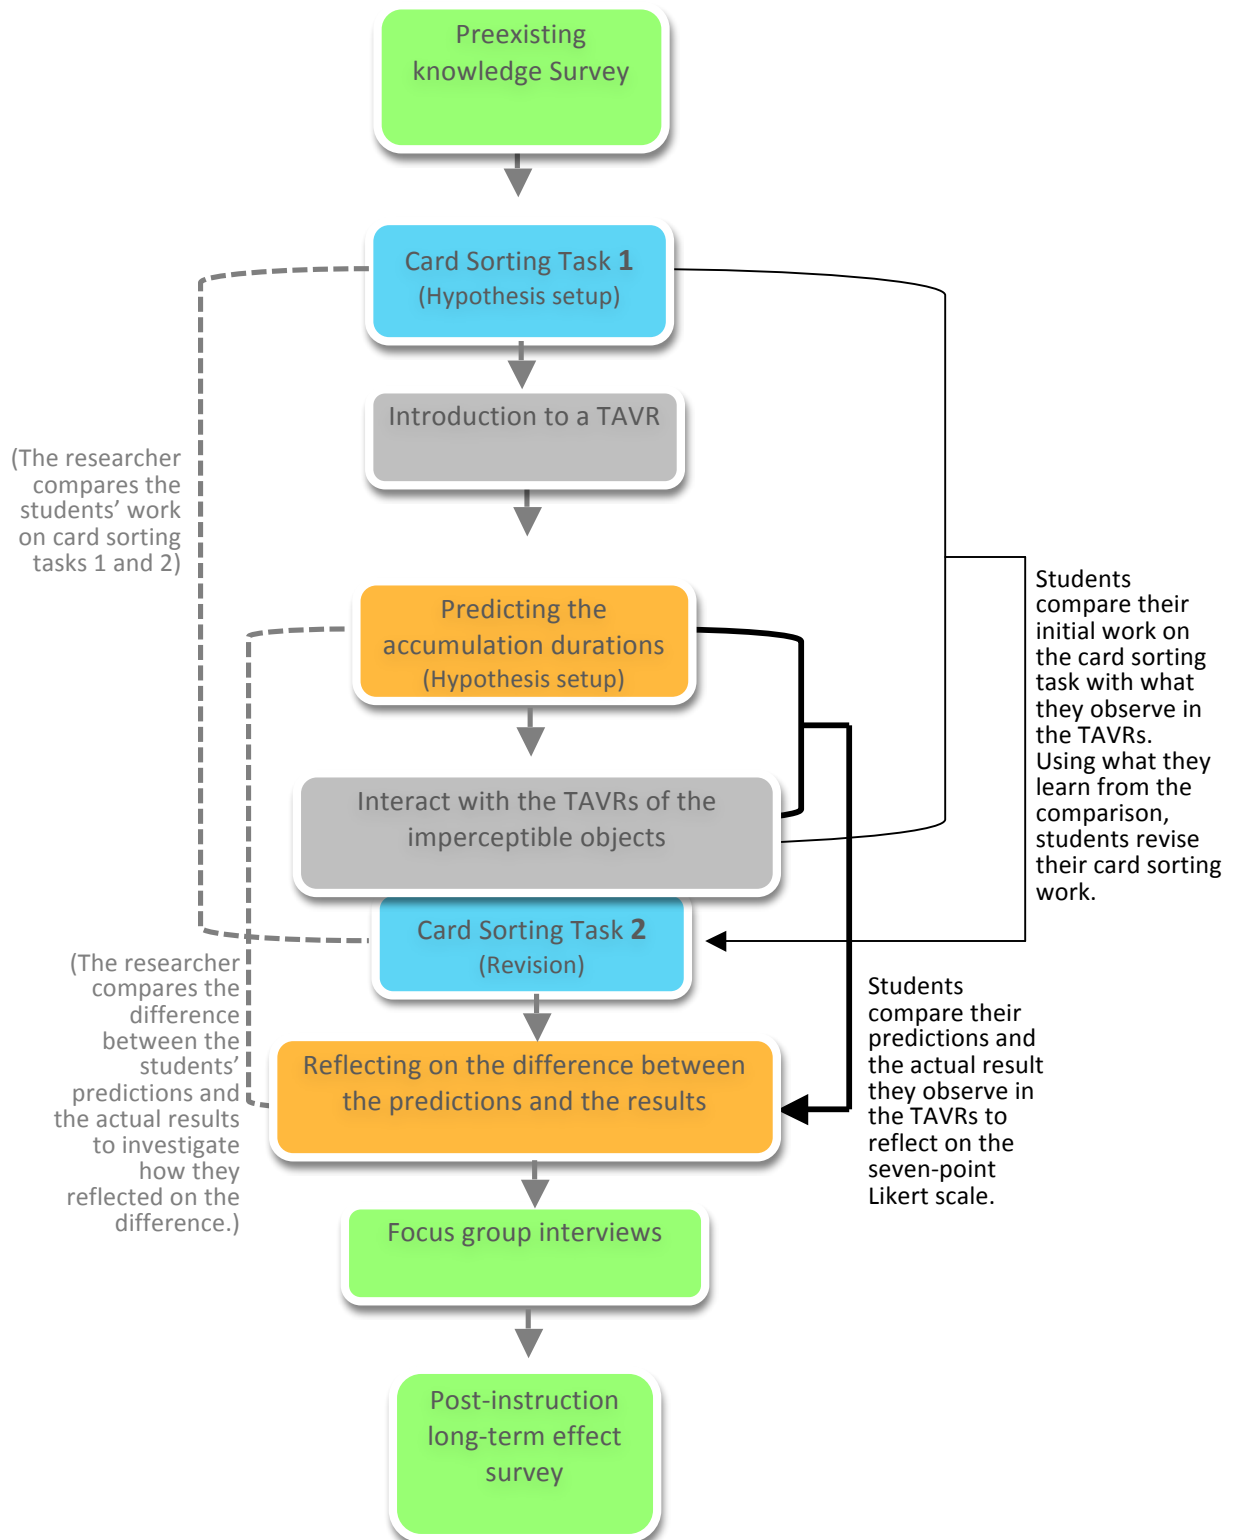 Preexisting
knowledge Survey
Card Sorting Task 1
(Hypothesis setup)
Introduction to a TAVR
(The researcher
compares the
students’ work
on card sorting
tasks 1 and 2)
Predicting the
accumulation durations
(Hypothesis setup)
Students
compare their
initial work on
the card sorting
task with what
they observe in
the TAVRs.
Using what they
learn from the
comparison,
students revise
their card sorting
work.
Interact with the TAVRs of the
imperceptible objects
Card Sorting Task 2
(Revision)
(The researcher
compares the
difference
between the
students’
predictions and
the actual results
to investigate
how they
reflected on the
difference.)
Students
compare their
predictions and
the actual result
they observe in
the TAVRs to
reflect on the
seven-point
Likert scale.
Reflecting on the difference between
the predictions and the results
Focus group interviews
Post-instruction
long-term effect
survey